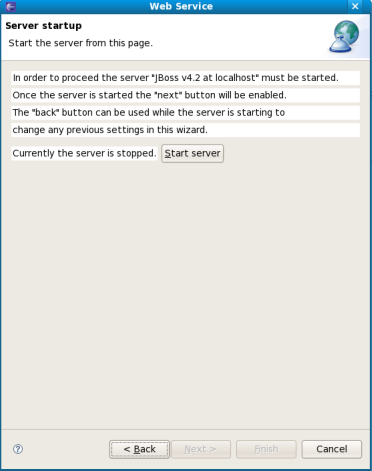 Web Service
Server startup
Start the server from this page.
In order to proceed the server "JBoss v4.2 at localhost" must be started.
Once the server is started the "next" button will be enabled.
The "back" button can be used while the server is starting to
change any previous settings in this wizard.
Currently the server is stopped. Start server
? < Back Next > Finish Cancel